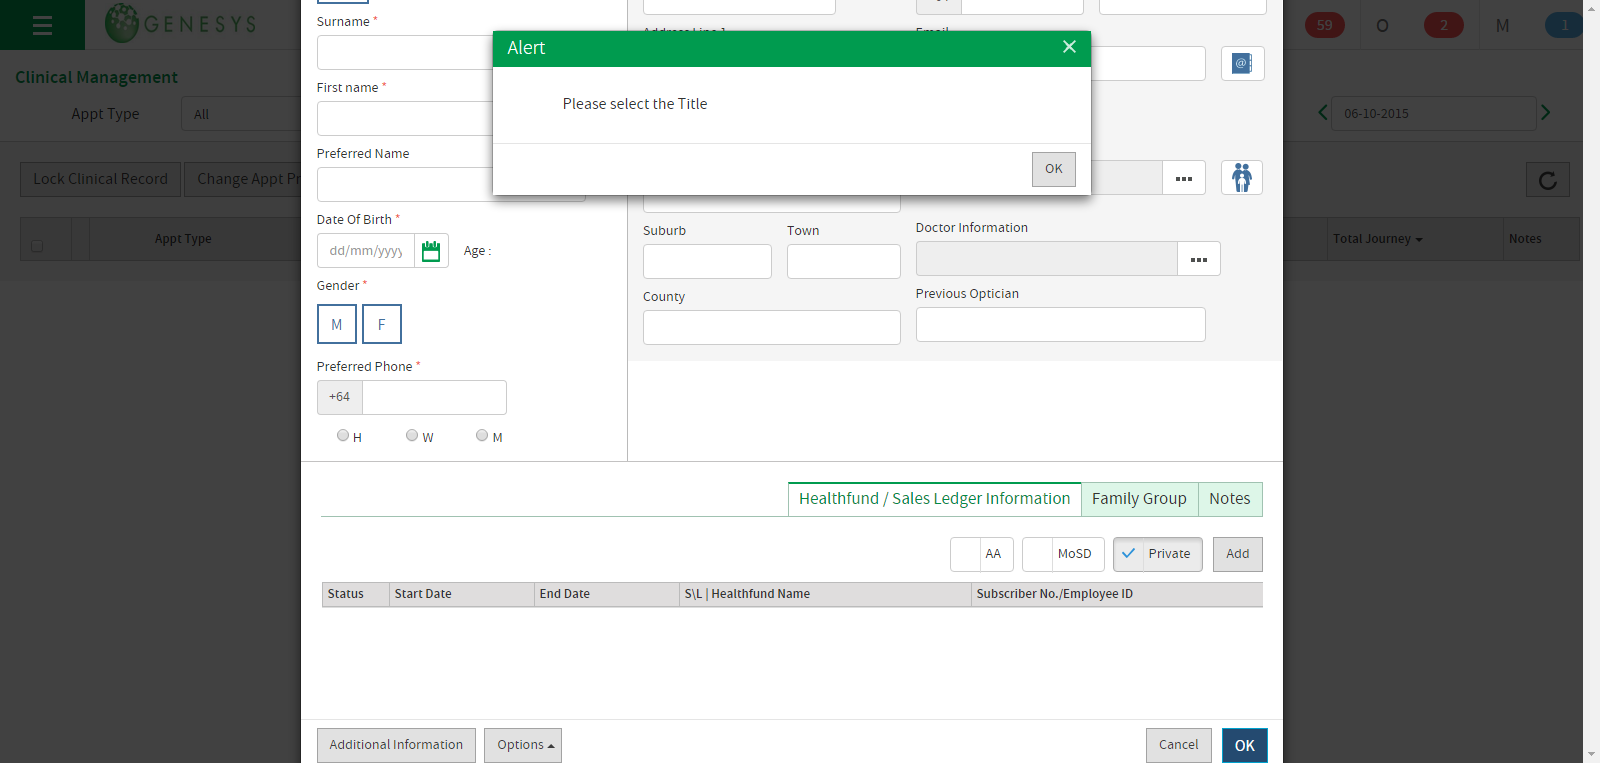 GENESYS
59
O
2
M
1
Clinical Management
Appt Type
All
06-10-2015
Lock Clinical Record
Change Appt Pr
Appt Type
Total Journey
Notes
Surname *
First name *
Preferred Name
Date Of Birth *
dd/mm/yyyy
Age :
Gender *
M
F
Preferred Phone *
+64
H
W
M
Alert
Please select the Title
OK
Suburb
Town
County
Doctor Information
Previous Optician
Healthfund / Sales Ledger Information
Family Group
Notes
AA
MoSD
Private
Add
Status
Start Date
End Date
S\L | Healthfund Name
Subscriber No./Employee ID
Additional Information
Options
Cancel
OK